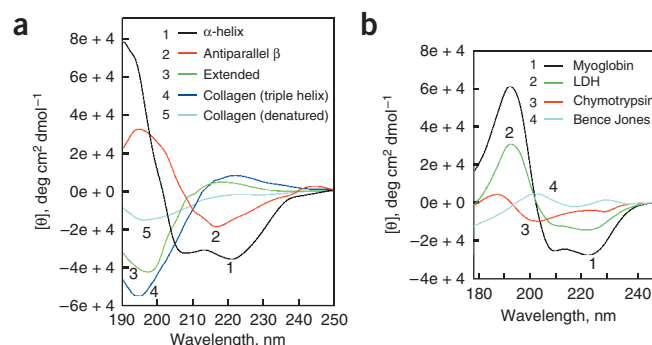 a
[θ], deg cm² dmol⁻¹
8e + 4
6e + 4
4e + 4
2e + 4
0e + 0
−2e + 4
−4e + 4
−6e + 4
1 α-helix
2 Antiparallel β
3 Extended
4 Collagen (triple helix)
5 Collagen (denatured)
5
2
1
3
4
190 200 210 220 230 240 250
Wavelength, nm
b
[θ], deg cm² dmol⁻¹
6e + 4
4e + 4
2e + 4
0e + 0
−2e + 4
−4e + 4
1 Myoglobin
2 LDH
3 Chymotrypsin
4 Bence Jones
2
4
3
1
180 200 220 240
Wavelength, nm